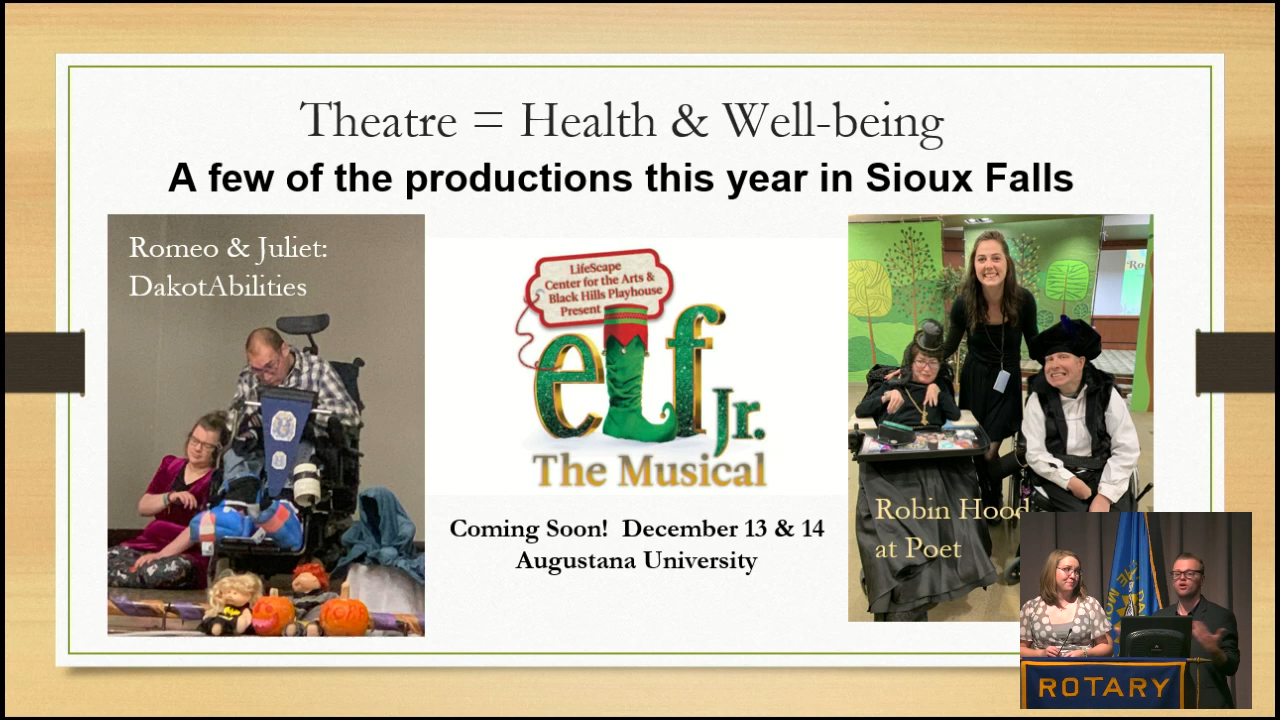 Theatre = Health & Well-being
A few of the productions this year in Sioux Falls
Romeo & Juliet:
DakotAbilities
LifeScape
Center for the Arts &
Black Hills Playhouse
Present
elf Jr.
The Musical
Coming Soon! December 13 & 14
Augustana University
Ro
Robin Hood
at Poet
ROTARY